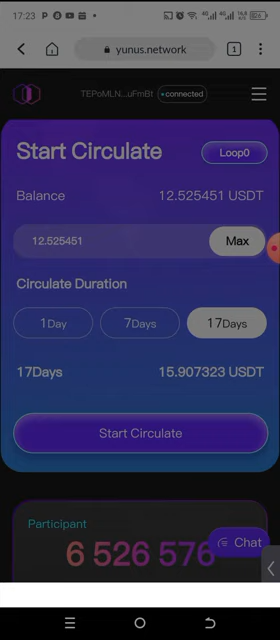 17:23
yunus.network
1
TEPoMLN...uFmBt
connected
Start Circulate
Loop0
Balance
12.525451 USDT
12.525451
Max
Circulate Duration
1Day
7Days
17Days
17Days
15.907323 USDT
Start Circulate
Participant
6 526 576
Chat